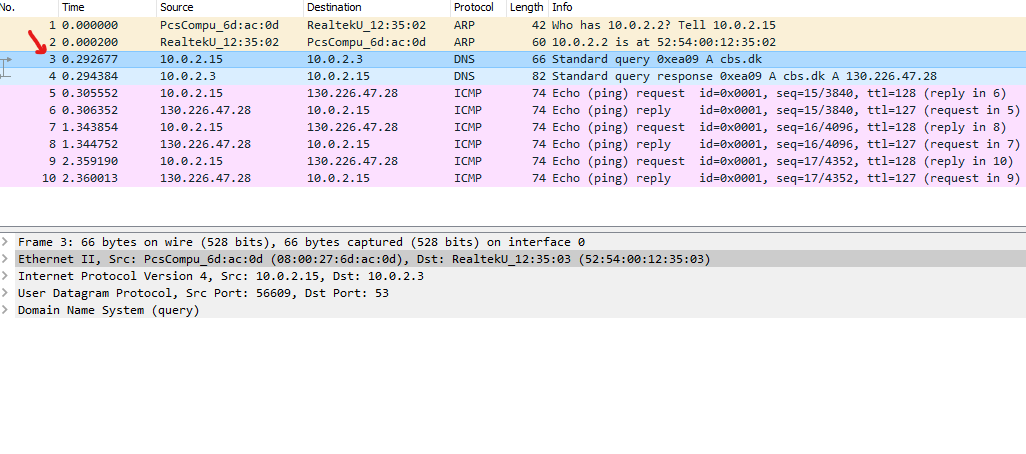 No. Time Source Destination Protocol Length Info
1 0.000000 PcsCompu_6d:ac:0d RealtekU_12:35:02 ARP 42 Who has 10.0.2.2? Tell 10.0.2.15
2 0.000200 RealtekU_12:35:02 PcsCompu_6d:ac:0d ARP 60 10.0.2.2 is at 52:54:00:12:35:02
3 0.292677 10.0.2.15 10.0.2.3 DNS 66 Standard query 0xea09 A cbs.dk
4 0.294384 10.0.2.3 10.0.2.15 DNS 82 Standard query response 0xea09 A cbs.dk A 130.226.47.28
5 0.305552 10.0.2.15 130.226.47.28 ICMP 74 Echo (ping) request id=0x0001, seq=15/3840, ttl=128 (reply in 6)
6 0.306352 130.226.47.28 10.0.2.15 ICMP 74 Echo (ping) reply id=0x0001, seq=15/3840, ttl=127 (request in 5)
7 1.343854 10.0.2.15 130.226.47.28 ICMP 74 Echo (ping) request id=0x0001, seq=16/4096, ttl=128 (reply in 8)
8 1.344752 130.226.47.28 10.0.2.15 ICMP 74 Echo (ping) reply id=0x0001, seq=16/4096, ttl=127 (request in 7)
9 2.359190 10.0.2.15 130.226.47.28 ICMP 74 Echo (ping) request id=0x0001, seq=17/4352, ttl=128 (reply in 10)
10 2.360013 130.226.47.28 10.0.2.15 ICMP 74 Echo (ping) reply id=0x0001, seq=17/4352, ttl=127 (request in 9)
Frame 3: 66 bytes on wire (528 bits), 66 bytes captured (528 bits) on interface 0
Ethernet II, Src: PcsCompu_6d:ac:0d (08:00:27:6d:ac:0d), Dst: RealtekU_12:35:03 (52:54:00:12:35:03)
Internet Protocol Version 4, Src: 10.0.2.15, Dst: 10.0.2.3
User Datagram Protocol, Src Port: 56609, Dst Port: 53
Domain Name System (query)